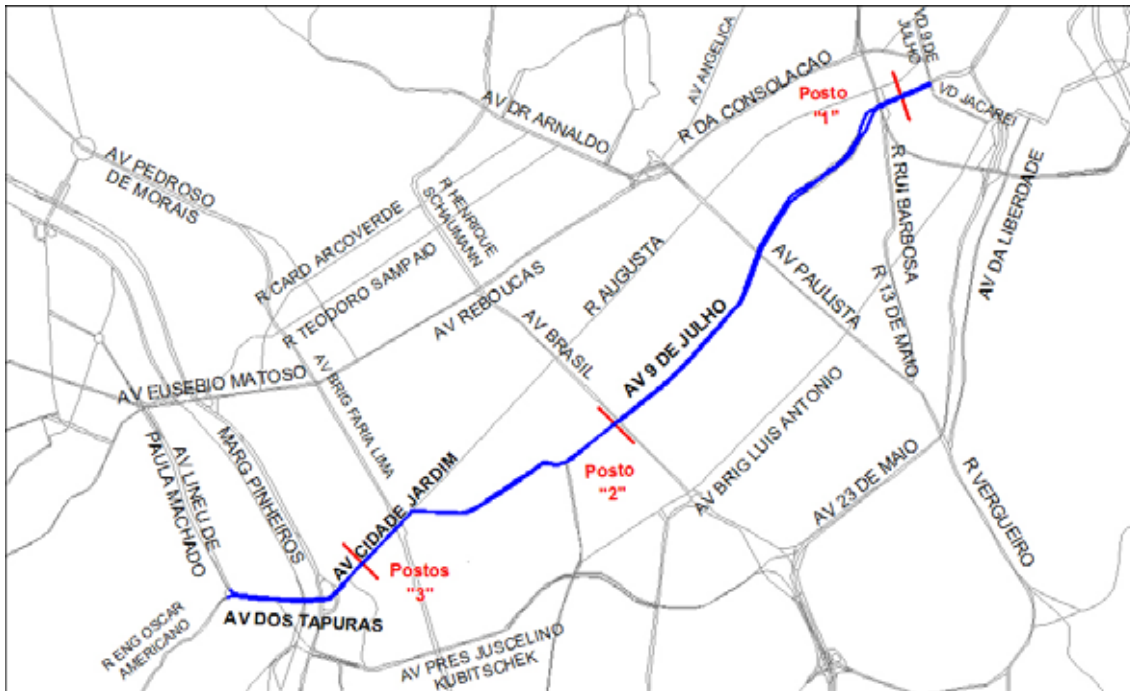 VD 9 DE
JULHO
AV ANGELICA
R DA CONSOLAÇAO
Posto
"1"
VD JACAREI
AV DR ARNALDO
AV PEDROSO
DE MORAIS
R HENRIQUE
SCHAUMANN
R CARD ARCOVERDE
R TEODORO SAMPAIO
R RUI BARBOSA
AV DA LIBERDADE
R AUGUSTA
AV PAULISTA
R 13 DE MAIO
AV REBOUCAS
AV BRASIL
AV 9 DE JULHO
AV EUSEBIO MATOSO
AV BRIG FARIA LIMA
AV BRIG LUIS ANTONIO
Posto
"2"
AV LINEU DE
PAULA MACHADO
MARG PINHEIROS
AV CIDADE JARDIM
AV 23 DE MAIO
R VERGUEIRO
Postos
"3"
AV DOS TAPURAS
R ENG OSCAR
AMERICANO
AV PRES JUSCELINO
KUBITSCHEK